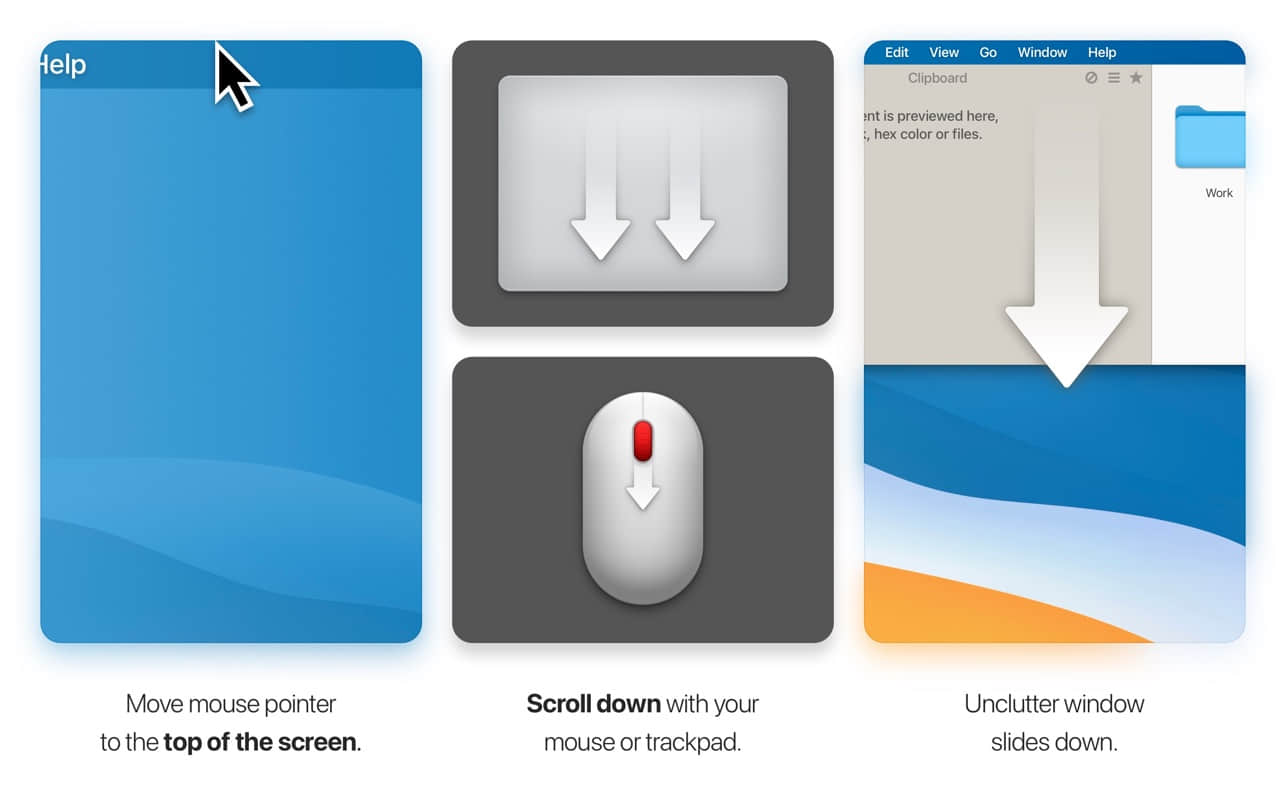 Help
Edit View Go Window Help
Clipboard
is previewed here,
hex color or files.
Work
Move mouse pointer
to the top of the screen.
Scroll down with your
mouse or trackpad.
Unclutter window
slides down.